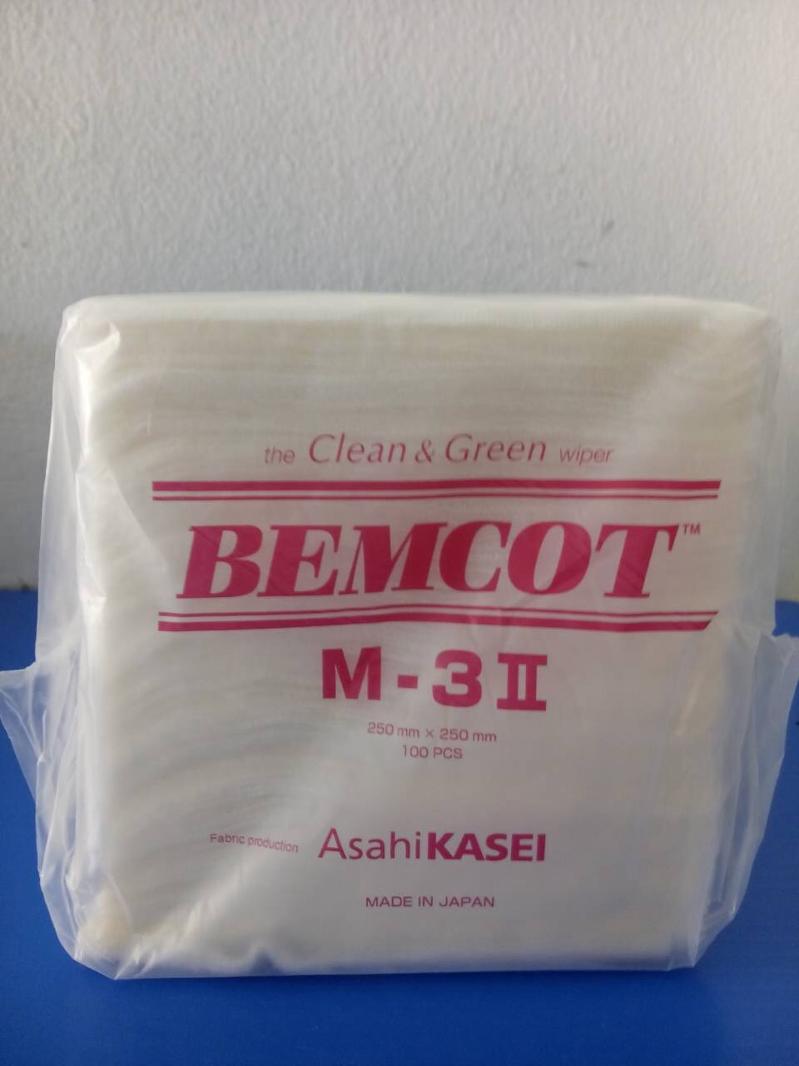 the Clean & Green wiper
BEMCOT™
M-3Ⅱ
250 mm × 250 mm
100 PCS
Fabric production AsahiKASEI
MADE IN JAPAN